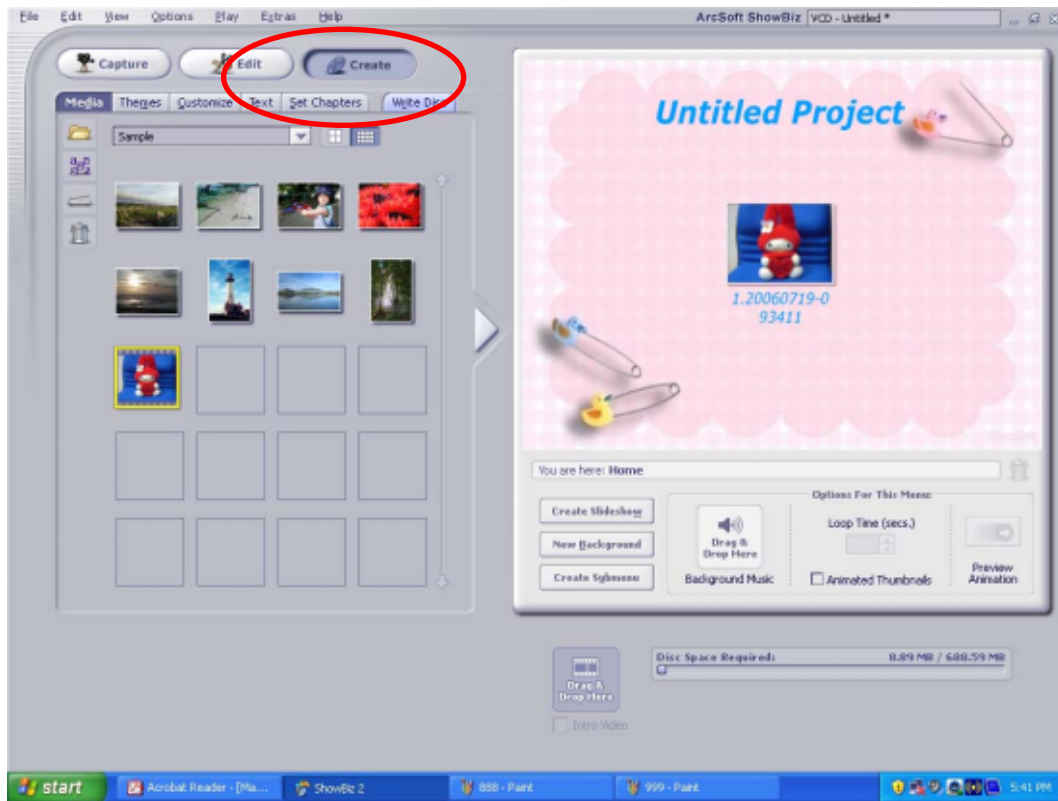 File Edit View Options Play Extras Help
ArcSoft ShowBiz VCD - Untitled *
Capture Edit Create
Media Themes Customize Text Set Chapters Write Disc
Sample
Untitled Project
1.20060719-0
93411
You are here: Home
Options For This Menu:
Create Slideshow
New Background
Create Submenu
Drag &
Drop Here
Background Music
Loop Time (secs.)
Animated Thumbnails
Preview
Animation
Drag &
Drop Here
Intro Video
Disc Space Required: 8.89 MB / 688.59 MB
start Acrobat Reader - [Ma... ShowBiz 2 888 - Paint 999 - Paint 5:41 PM